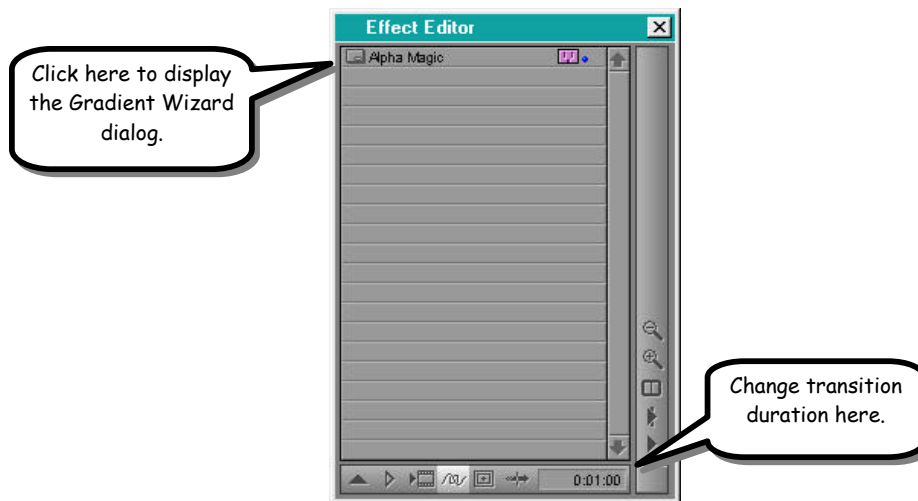 Effect Editor
Alpha Magic
Click here to display
the Gradient Wizard
dialog.
Change transition
duration here.
0:01:00